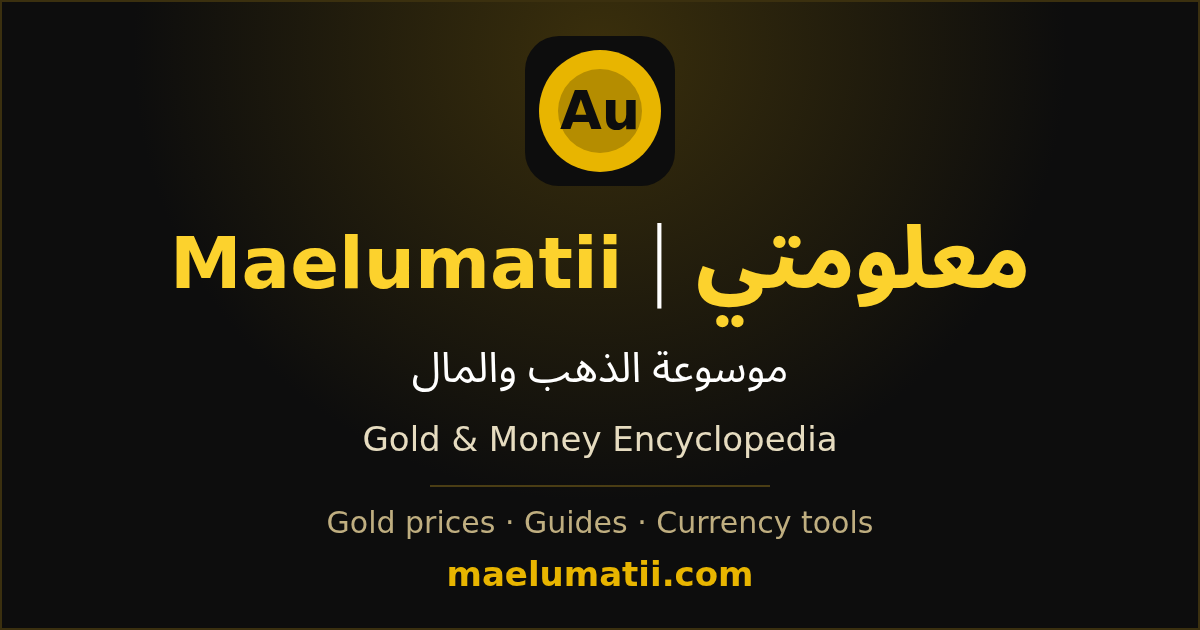 Au
Maelumatii | معلومتي
موسوعة الذهب والمال
Gold & Money Encyclopedia
Gold prices · Guides · Currency tools
maelumatii.com